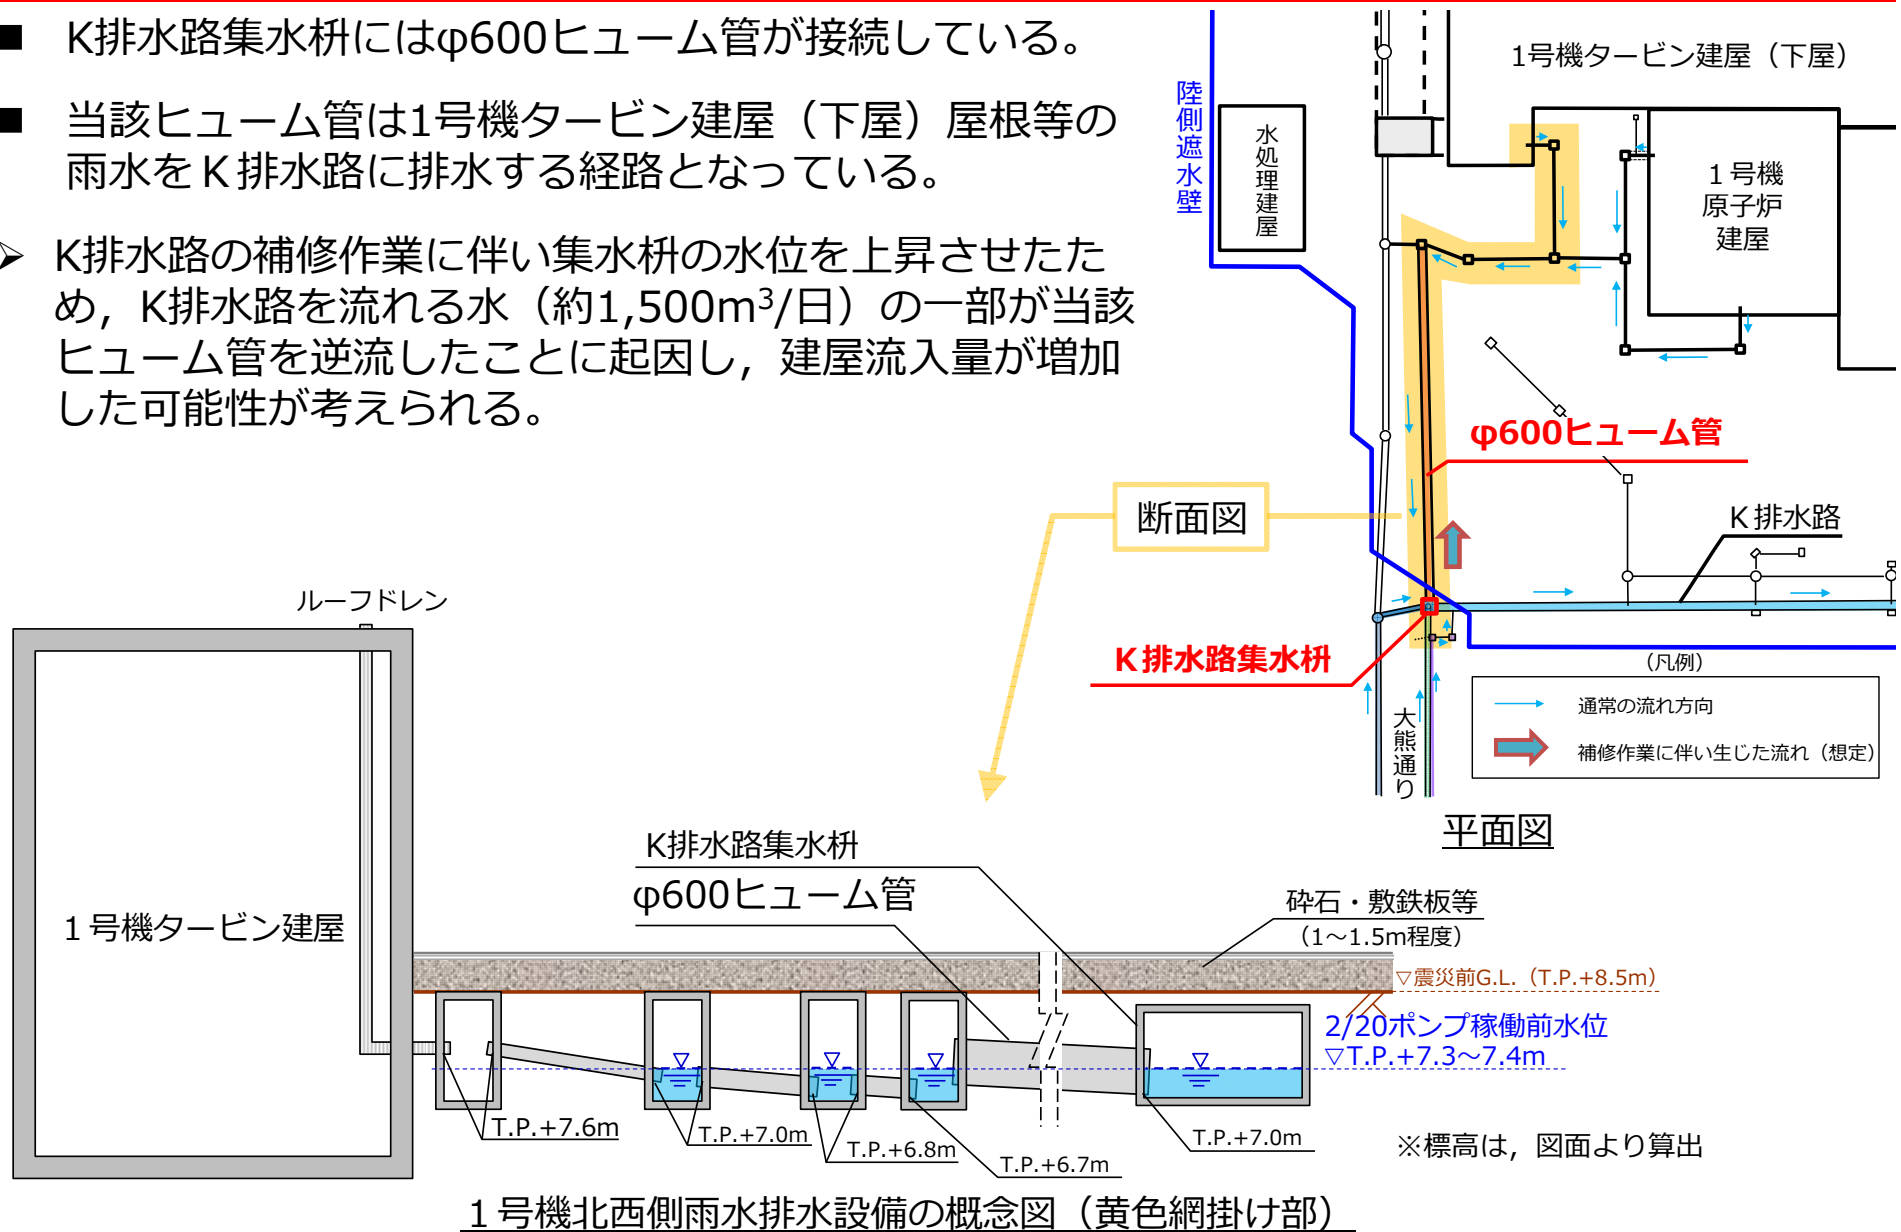 ■ K排水路集水枡にはφ600ヒューム管が接続している。
■ 当該ヒューム管は1号機タービン建屋（下屋）屋根等の
雨水をＫ排水路に排水する経路となっている。
➢ K排水路の補修作業に伴い集水枡の水位を上昇させたた
め，K排水路を流れる水（約1,500m³/日）の一部が当該
ヒューム管を逆流したことに起因し，建屋流入量が増加
した可能性が考えられる。
1号機タービン建屋（下屋）
陸側遮水壁
水処理建屋
１号機
原子炉
建屋
φ600ヒューム管
断面図
Ｋ排水路
K排水路集水枡
大熊通り
（凡例）
通常の流れ方向
補修作業に伴い生じた流れ（想定）
平面図
ルーフドレン
１号機タービン建屋
K排水路集水枡
φ600ヒューム管
砕石・敷鉄板等
（1～1.5m程度）
▽震災前G.L.（T.P.+8.5m）
2/20ポンプ稼働前水位
▽T.P.+7.3～7.4m
T.P.+7.6m
T.P.+7.0m
T.P.+6.8m
T.P.+6.7m
T.P.+7.0m
※標高は，図面より算出
１号機北西側雨水排水設備の概念図（黄色網掛け部）